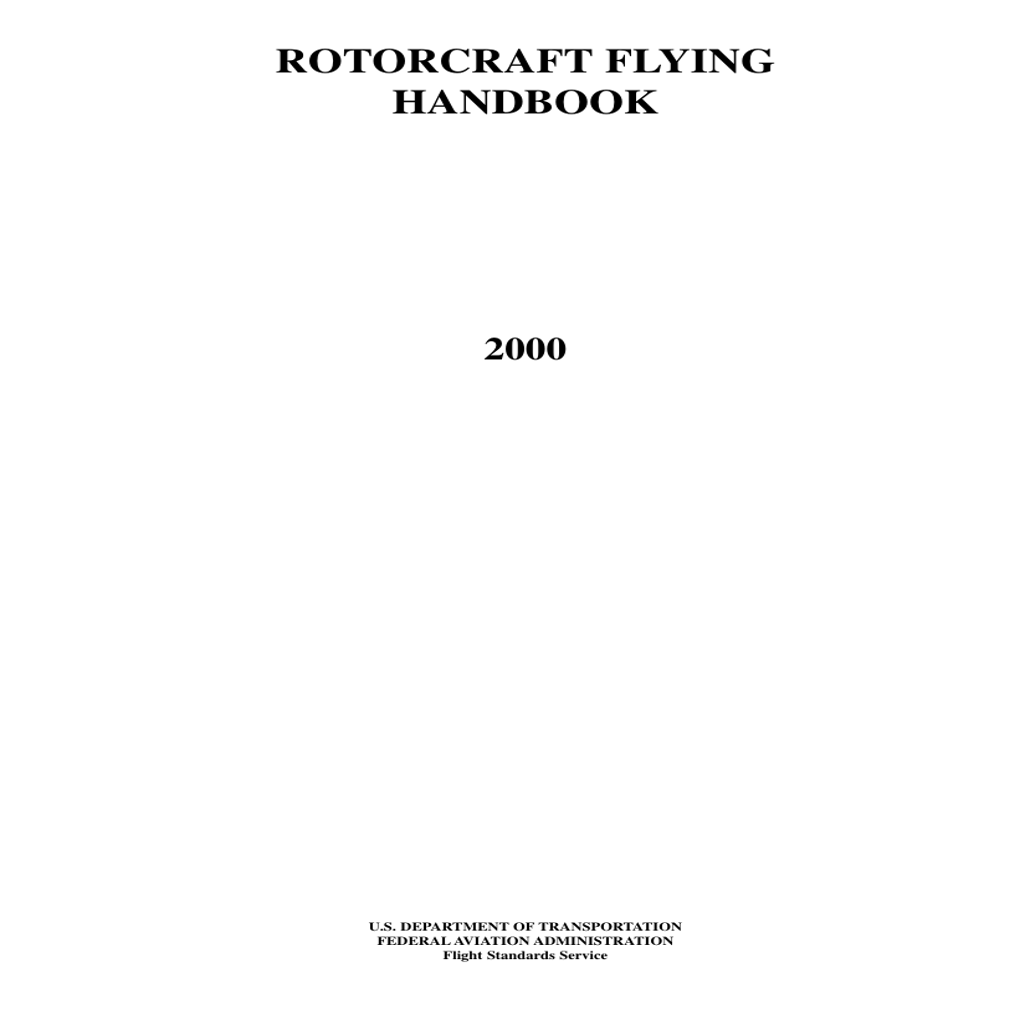 ROTORCRAFT FLYING
HANDBOOK
2000
U.S. DEPARTMENT OF TRANSPORTATION
FEDERAL AVIATION ADMINISTRATION
Flight Standards Service